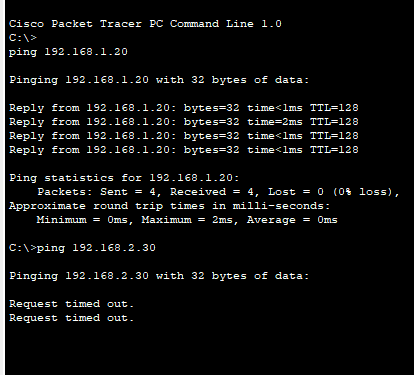 Cisco Packet Tracer PC Command Line 1.0
C:\>
ping 192.168.1.20
Pinging 192.168.1.20 with 32 bytes of data:
Reply from 192.168.1.20: bytes=32 time<1ms TTL=128
Reply from 192.168.1.20: bytes=32 time=2ms TTL=128
Reply from 192.168.1.20: bytes=32 time<1ms TTL=128
Reply from 192.168.1.20: bytes=32 time<1ms TTL=128
Ping statistics for 192.168.1.20:
Packets: Sent = 4, Received = 4, Lost = 0 (0% loss),
Approximate round trip times in milli-seconds:
Minimum = 0ms, Maximum = 2ms, Average = 0ms
C:\>ping 192.168.2.30
Pinging 192.168.2.30 with 32 bytes of data:
Request timed out.
Request timed out.